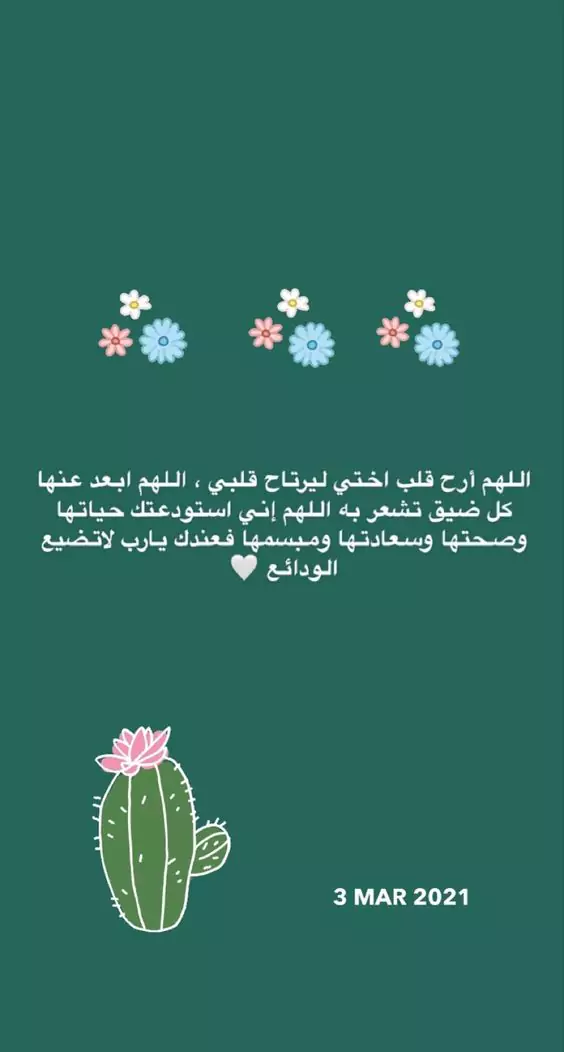 اللهم أرح قلب اختي ليرتاح قلبي ، اللهم ابعد عنها
كل ضيق تشعر به اللهم إني استودعتك حياتها
وصحتها وسعادتها ومبسمها فعندك يارب لاتضيع
الودائع 🤍
3 MAR 2021